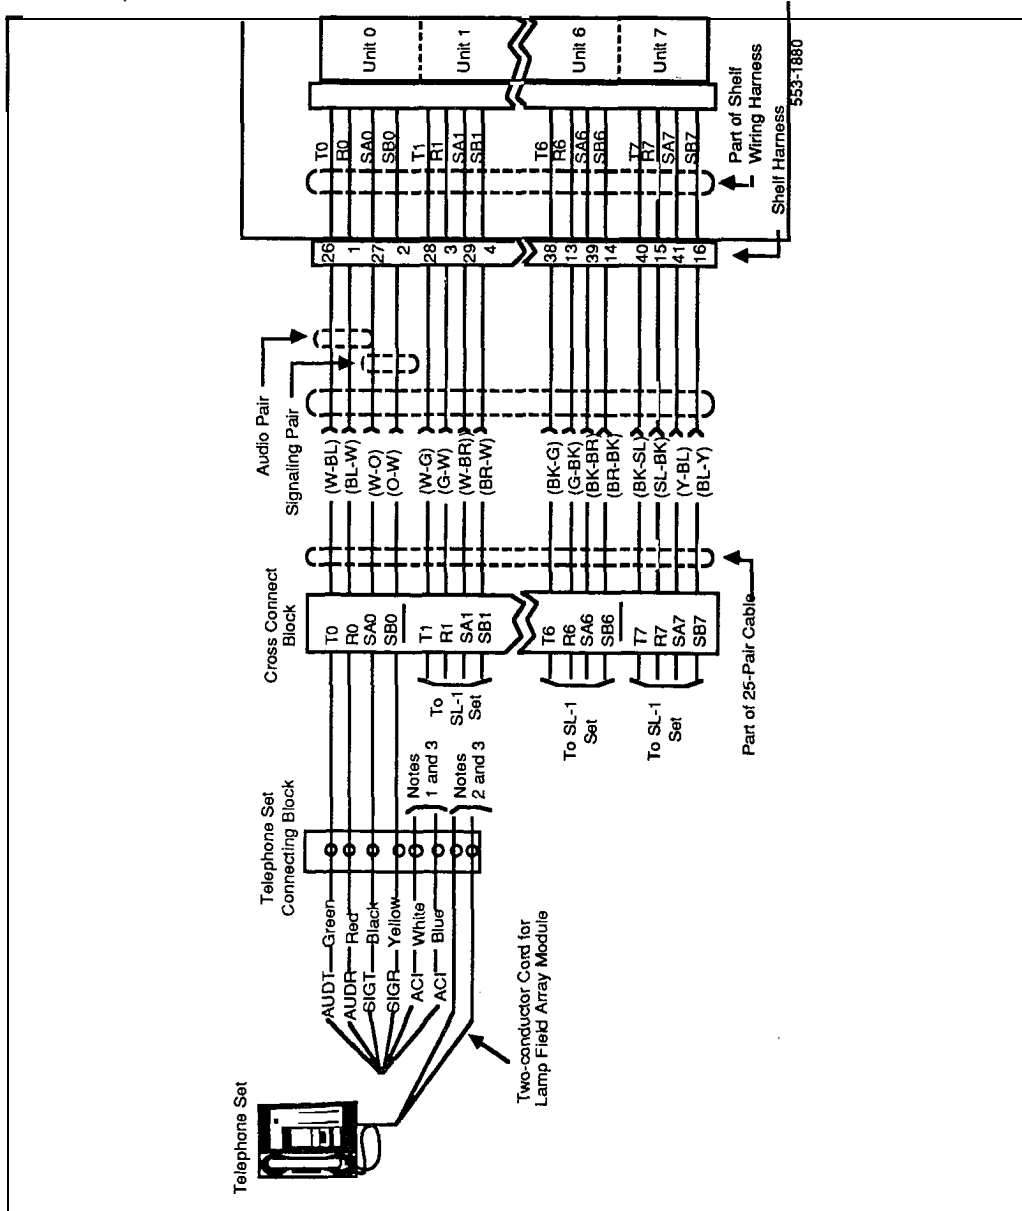 Telephone Set
Two-conductor Cord for
Lamp Field Array Module
AUDT
Green
AUDR
Red
SIGT
Black
SIGR
Yellow
ACI
White
ACI
Blue
Telephone Set
Connecting Block
Notes
1 and 3
Notes
2 and 3
Cross Connect
Block
T0
R0
SA0
SB0
T1
R1
SA1
SB1
T6
R6
SA6
SB6
T7
R7
SA7
SB7
To
SL-1
Set
To SL-1
Set
To SL-1
Set
Part of 25-Pair Cable
Audio Pair
Signaling Pair
(W-BL)
(BL-W)
(W-O)
(O-W)
(W-G)
(G-W)
(W-BR)
(BR-W)
(BK-G)
(G-BK)
(BK-BR)
(BR-BK)
(BK-SL)
(SL-BK)
(Y-BL)
(BL-Y)
26
1
27
2
28
3
29
4
38
13
39
14
40
15
41
16
Shelf Harness
T0
R0
SA0
SB0
T1
R1
SA1
SB1
T6
R6
SA6
SB6
T7
R7
SA7
SB7
Part of Shelf
Wiring Harness
Unit 0
Unit 1
Unit 6
Unit 7
553-1880